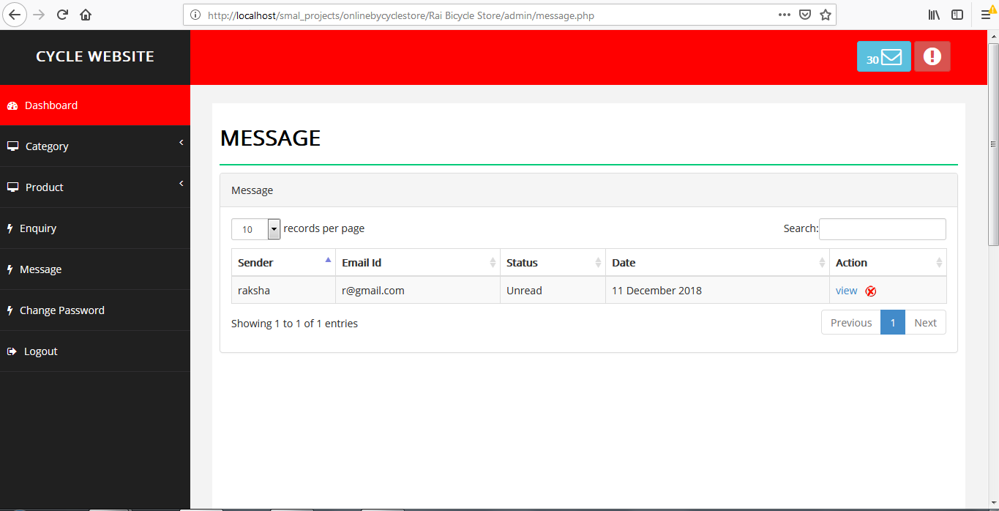 http://localhost/smal_projects/onlinebycyclestore/Rai Bicycle Store/admin/message.php
CYCLE WEBSITE
30
Dashboard
Category
Product
Enquiry
Message
Change Password
Logout
MESSAGE
Message
10 records per page Search:
Sender Email Id Status Date Action
raksha r@gmail.com Unread 11 December 2018 view
Showing 1 to 1 of 1 entries Previous 1 Next